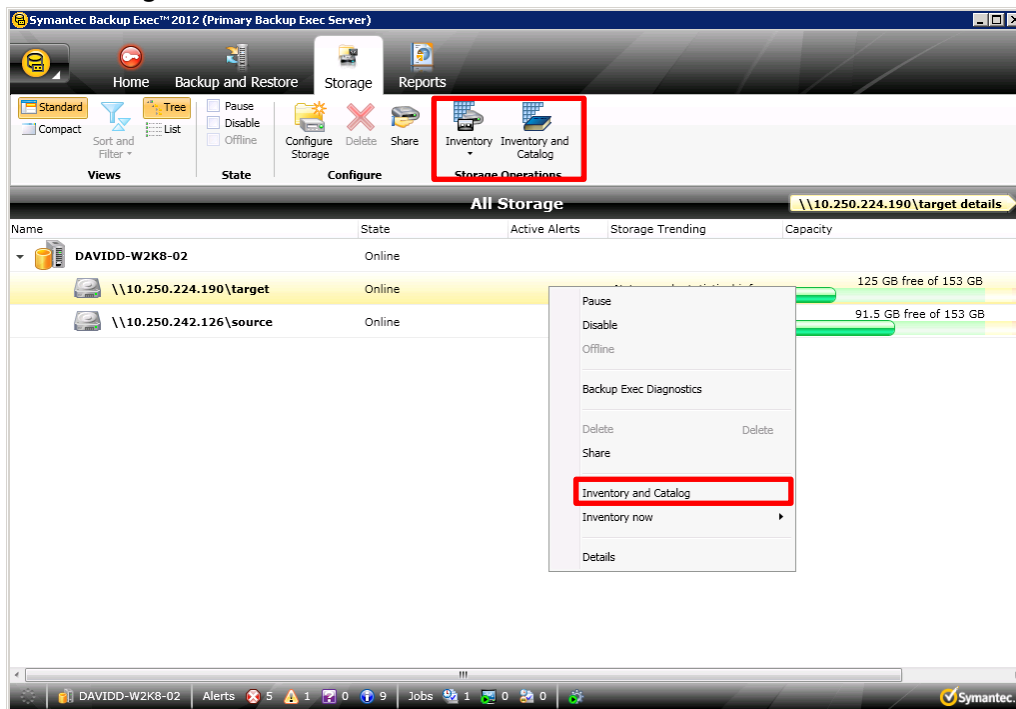 Symantec Backup Exec™ 2012 (Primary Backup Exec Server)
Home Backup and Restore Storage Reports
Standard
Compact
Sort and
Filter
Tree
List
Pause
Disable
Offline
Configure
Storage
Delete
Share
Inventory
Inventory and
Catalog
Views State Configure Storage Operations
All Storage
\\10.250.224.190\target details
Name State Active Alerts Storage Trending Capacity
DAVIDD-W2K8-02 Online
\\10.250.224.190\target Online 125 GB free of 153 GB
\\10.250.242.126\source Online 91.5 GB free of 153 GB
Pause
Disable
Offline
Backup Exec Diagnostics
Delete Delete
Share
Inventory and Catalog
Inventory now
Details
DAVIDD-W2K8-02 Alerts 5 1 0 9 Jobs 1 0 0 Symantec.